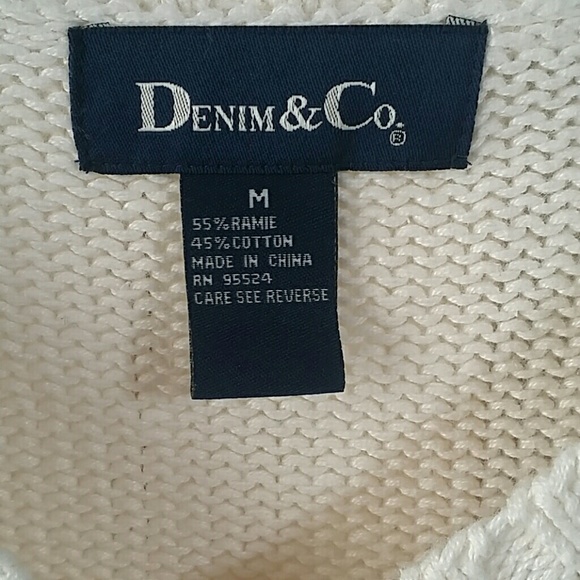 DENIM & CO.®
M
55% RAMIE
45% COTTON
MADE IN CHINA
RN 95524
CARE SEE REVERSE